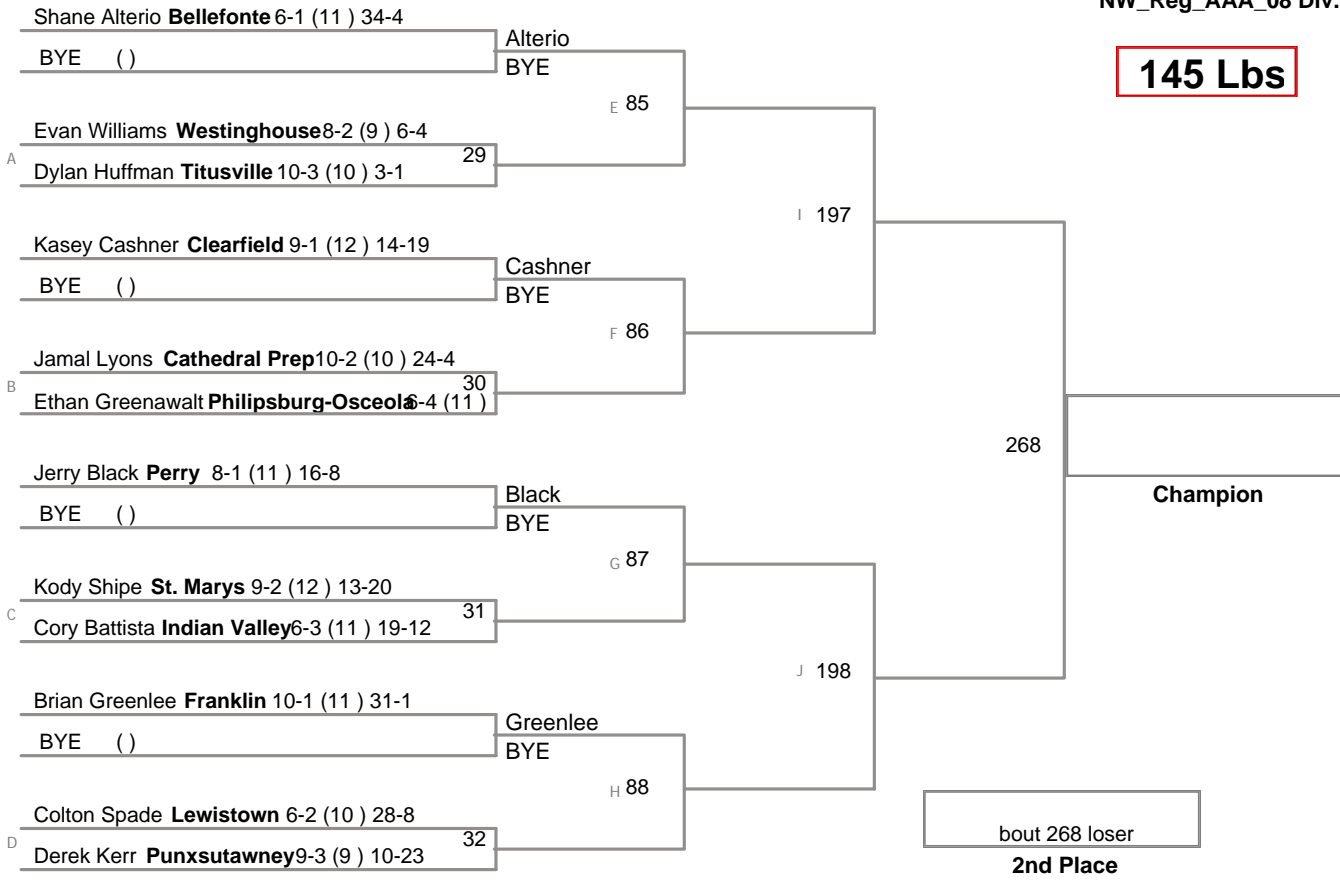 NW_Reg_AAA_08 Div.
145 Lbs
Shane Alterio Bellefonte 6-1 (11 ) 34-4
BYE ( )
Alterio
BYE
E 85
Evan Williams Westinghouse 8-2 (9 ) 6-4
A
29
Dylan Huffman Titusville 10-3 (10 ) 3-1
I 197
Kasey Cashner Clearfield 9-1 (12 ) 14-19
BYE ( )
Cashner
BYE
F 86
Jamal Lyons Cathedral Prep 10-2 (10 ) 24-4
B
30
Ethan Greenawalt Philipsburg-Osceola 6-4 (11 )
268
Champion
Jerry Black Perry 8-1 (11 ) 16-8
BYE ( )
Black
BYE
G 87
Kody Shipe St. Marys 9-2 (12 ) 13-20
C
31
Cory Battista Indian Valley 6-3 (11 ) 19-12
J 198
Brian Greenlee Franklin 10-1 (11 ) 31-1
BYE ( )
Greenlee
BYE
H 88
Colton Spade Lewistown 6-2 (10 ) 28-8
D
32
Derek Kerr Punxsutawney 9-3 (9 ) 10-23
bout 268 loser
2nd Place